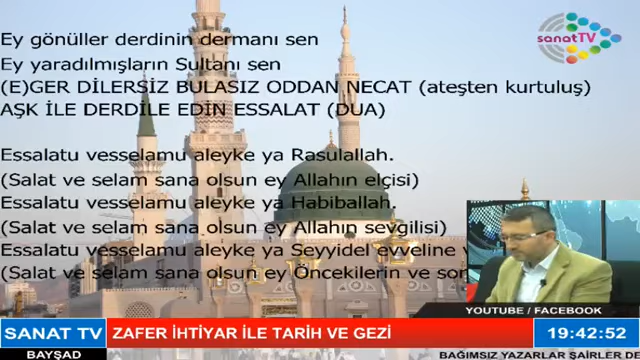 sanatTV
Ey gönüller derdinin dermanı sen
Ey yaradılmışların Sultanı sen
(E)GER DİLERSİZ BULASIZ ODDAN NECAT (ateşten kurtuluş)
AŞK İLE DERDİLE EDİN ESSALAT (DUA)
Essalatu vesselamu aleyke ya Rasulallah.
(Salat ve selam sana olsun ey Allahın elçisi)
Essalatu vesselamu aleyke ya Habiballah.
(Salat ve selam sana olsun ey Allahın sevgilisi)
Essalatu vesselamu aleyke ya Seyyidel evveline
(Salat ve selam sana olsun ey Öncekilerin ve
YOUTUBE / FACEBOOK
SANAT TV ZAFER İHTİYAR İLE TARİH VE GEZİ 19:42:52
BAYŞAD BAĞIMSIZ YAZARLAR ŞAİRLER